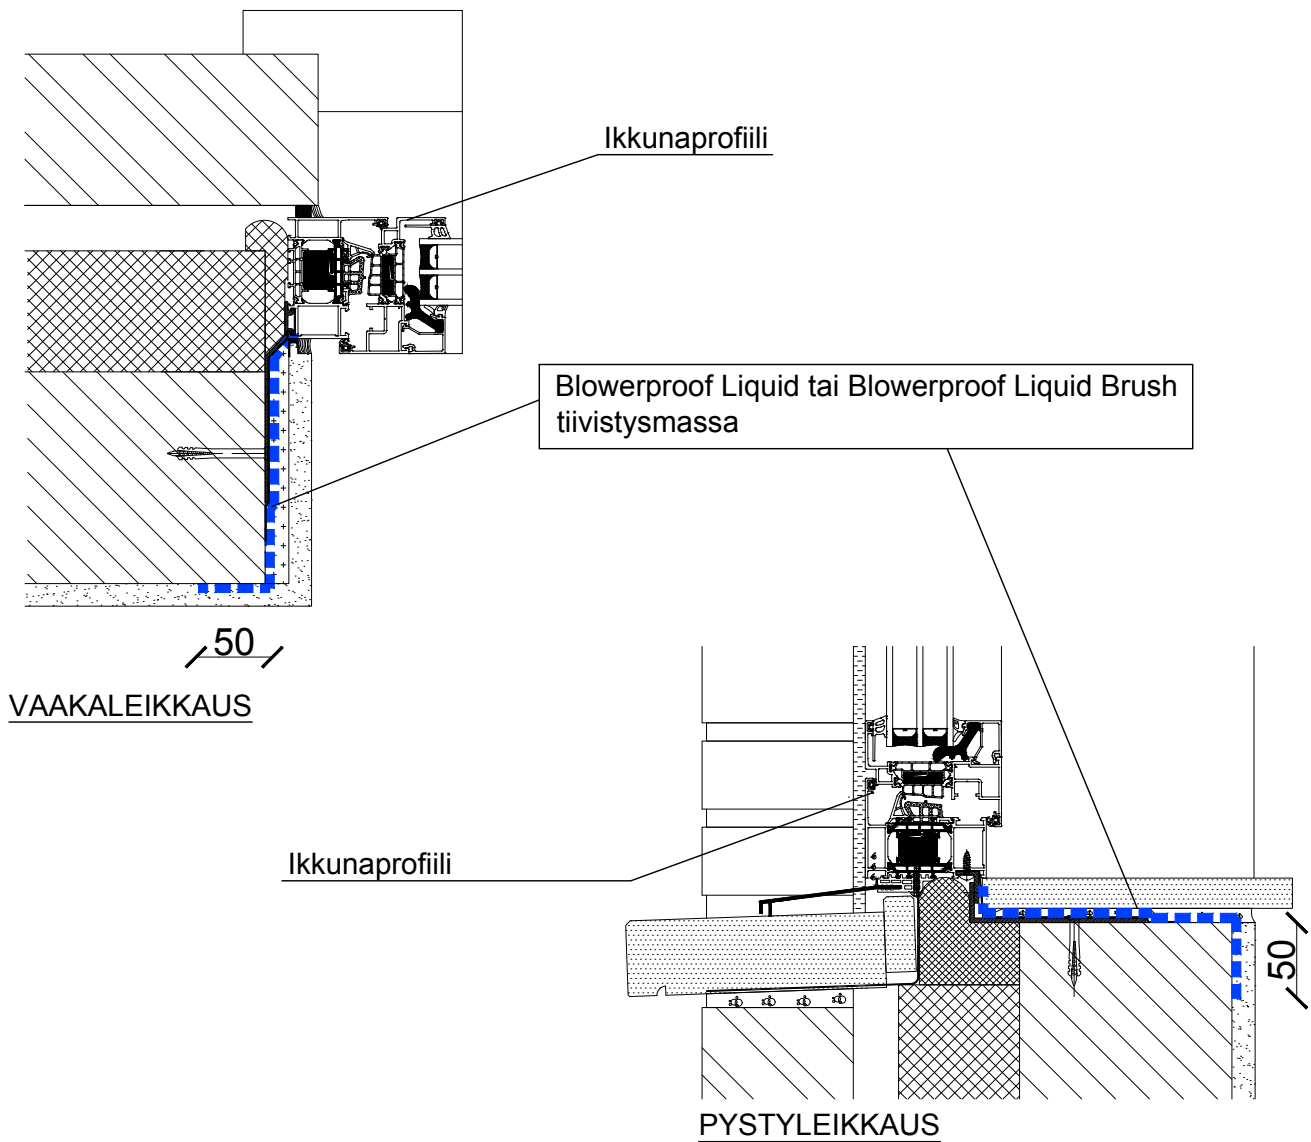 Ikkunaprofiili
Blowerproof Liquid tai Blowerproof Liquid Brush
tiivistysmassa
50
VAAKALEIKKAUS
Ikkunaprofiili
50
PYSTYLEIKKAUS